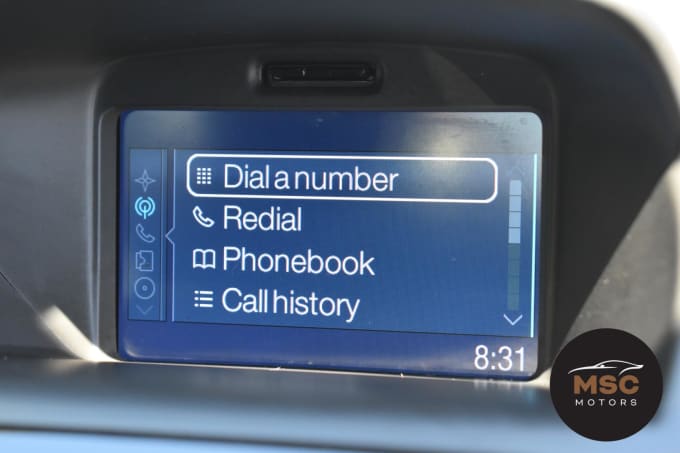 Dial a number
Redial
Phonebook
Call history
8:31
MSC
MOTORS